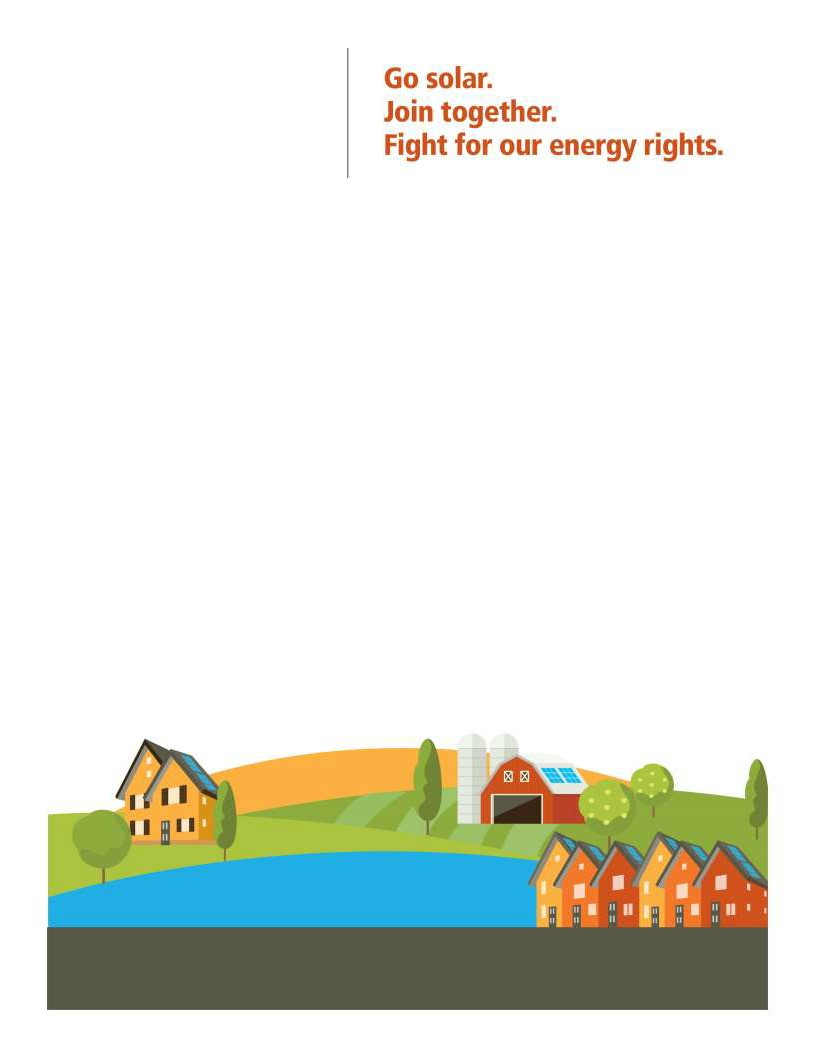 Go solar.
Join together.
Fight for our energy rights.